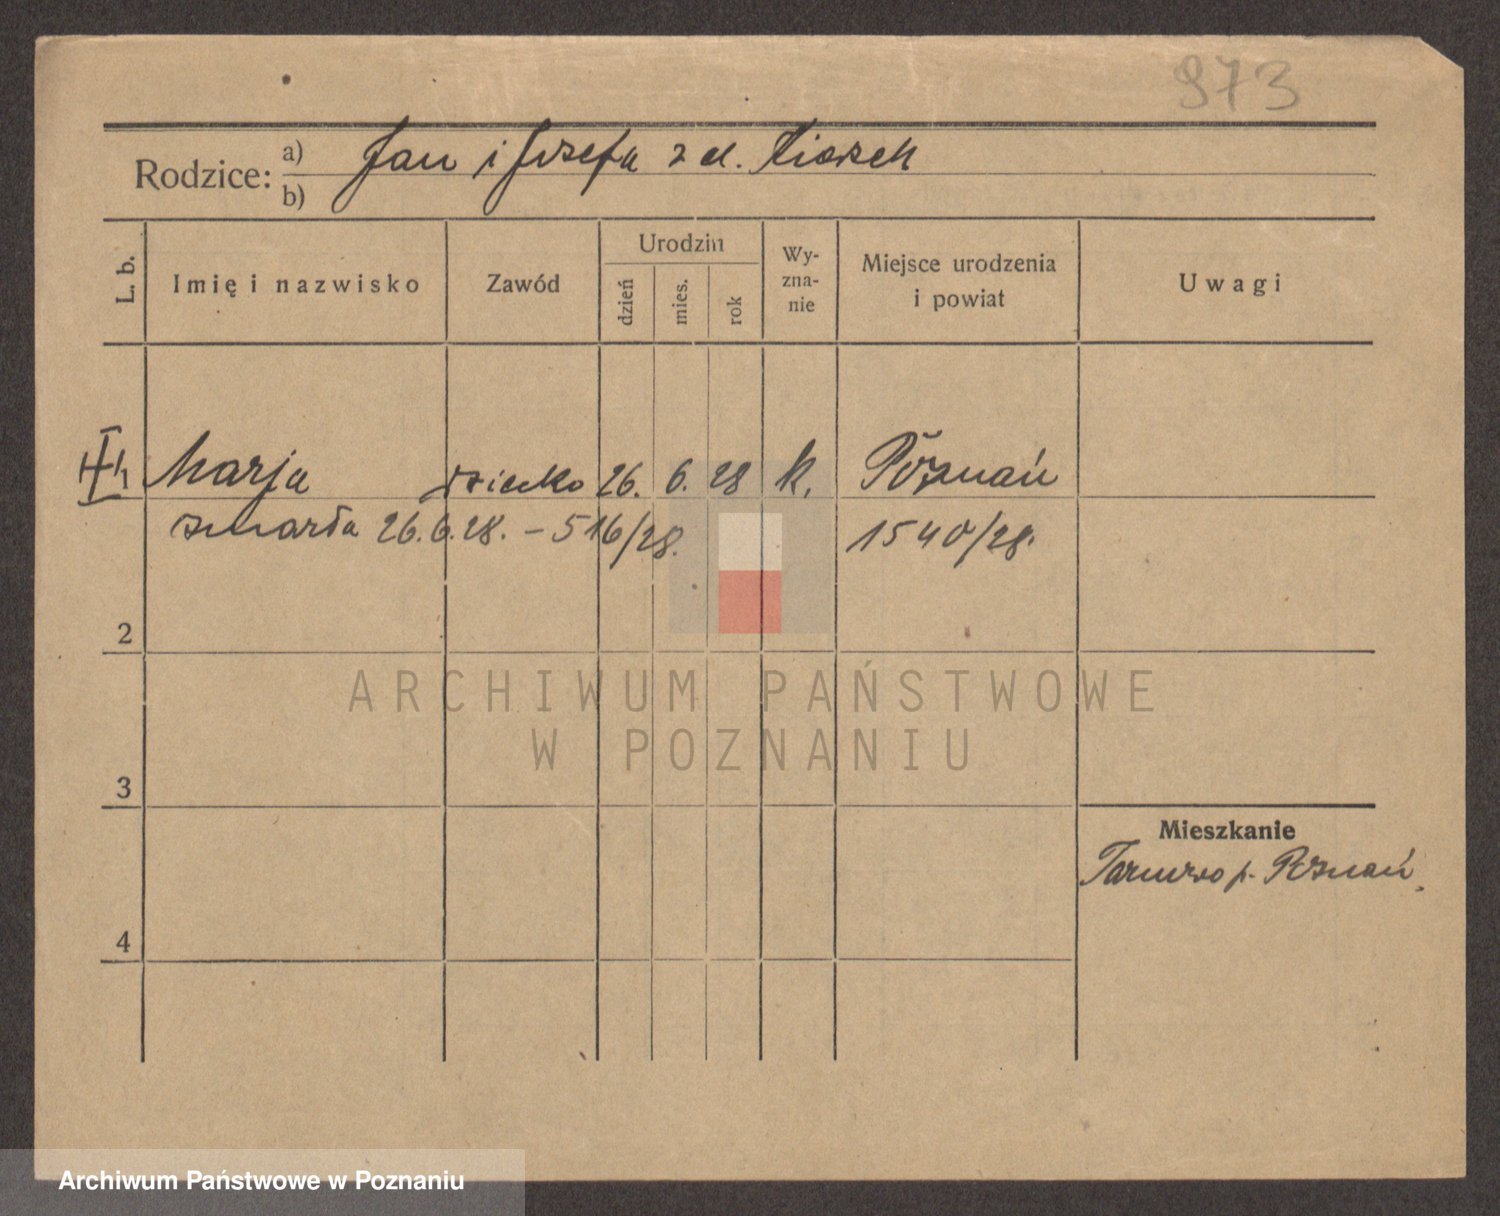 973
Rodzice: a) Jan i Józefa z d.
b)
L. b. Imię i nazwisko Zawód Urodzin dzień mies. rok Wy-zna-nie Miejsce urodzenia i powiat Uwagi
1 Marja dziecko 26. 6. 28 k. Poznań
zmarła 26.6.28. – 516/28. 1540/28.
2
ARCHIWUM PAŃSTWOWE
W POZNANIU
3
Mieszkanie
Tarnowo p. Poznań
4
Archiwum Państwowe w Poznaniu